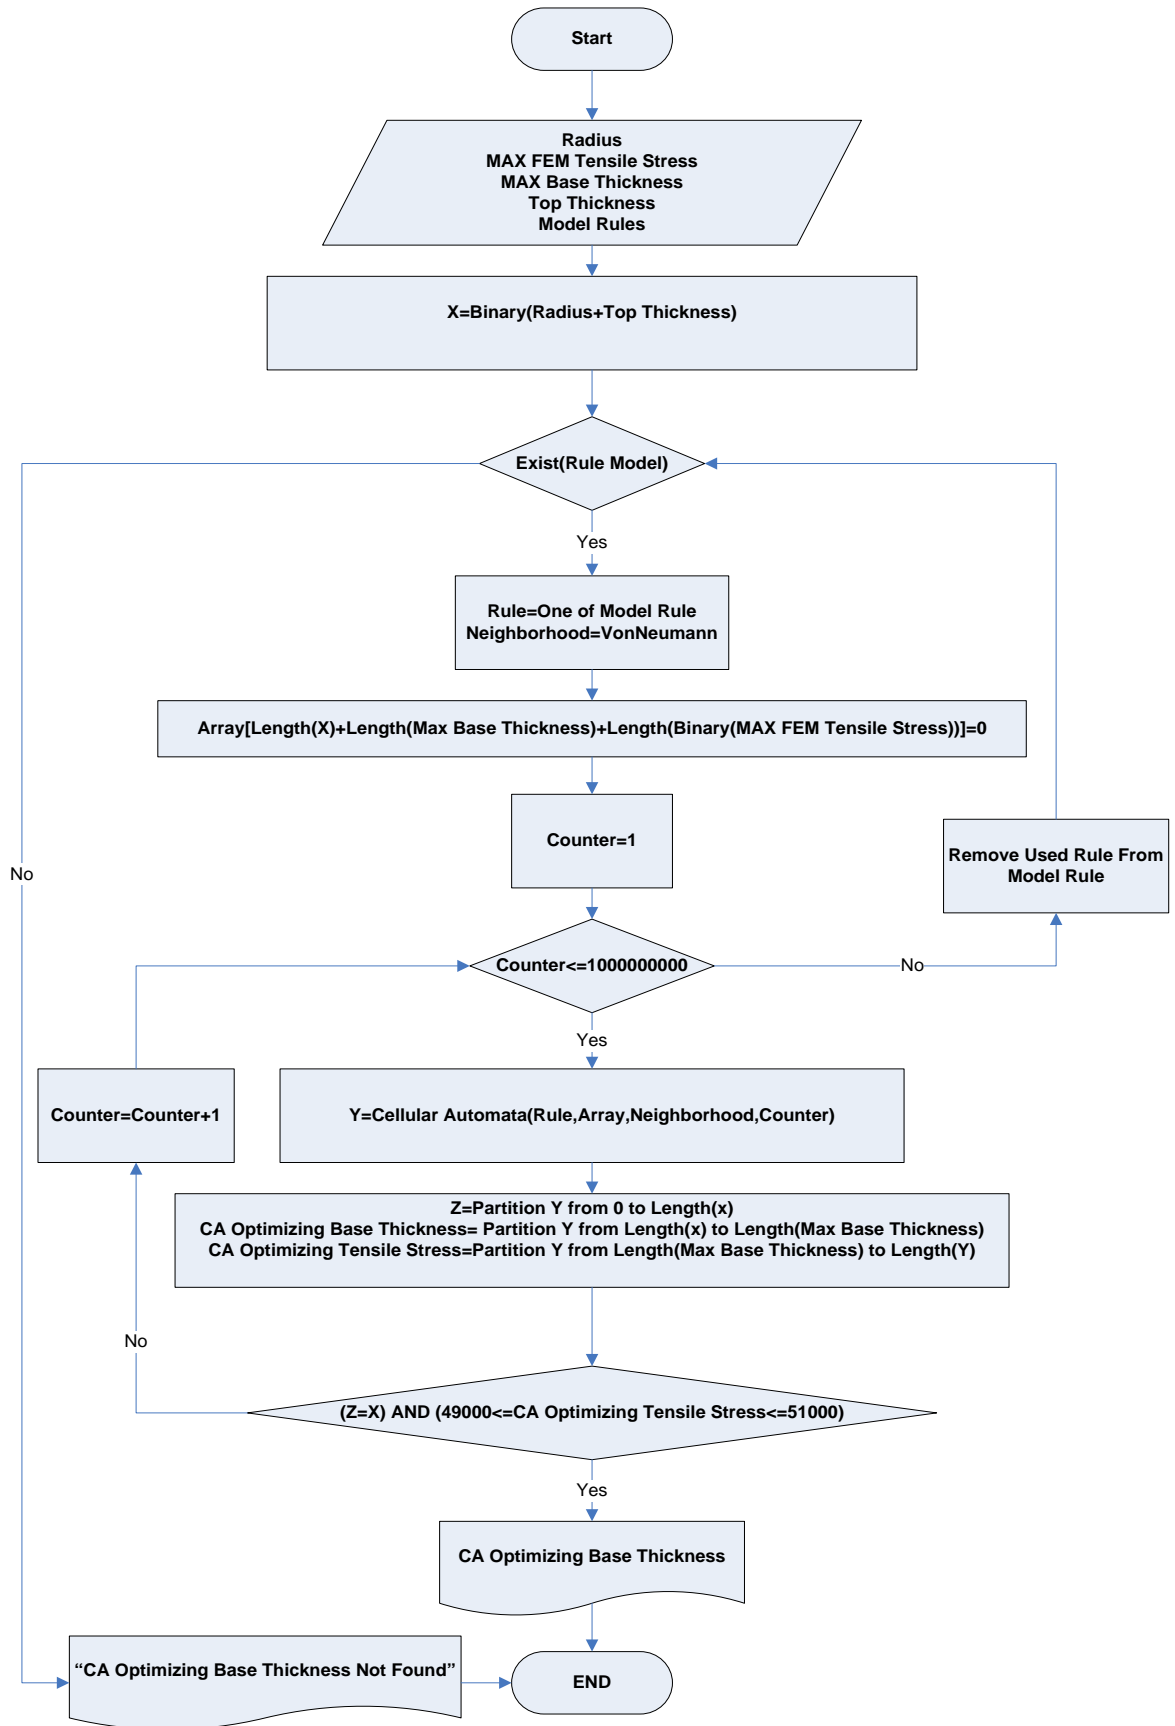 Start
Radius
MAX FEM Tensile Stress
MAX Base Thickness
Top Thickness
Model Rules
X=Binary(Radius+Top Thickness)
Exist(Rule Model)
Yes
Rule=One of Model Rule
Neighborhood=VonNeumann
Array[Length(X)+Length(Max Base Thickness)+Length(Binary(MAX FEM Tensile Stress))]=0
Counter=1
Remove Used Rule From
Model Rule
No
Counter<=1000000000
No
Yes
Counter=Counter+1
Y=Cellular Automata(Rule,Array,Neighborhood,Counter)
Z=Partition Y from 0 to Length(x)
CA Optimizing Base Thickness= Partition Y from Length(x) to Length(Max Base Thickness)
CA Optimizing Tensile Stress=Partition Y from Length(Max Base Thickness) to Length(Y)
No
(Z=X) AND (49000<=CA Optimizing Tensile Stress<=51000)
Yes
CA Optimizing Base Thickness
“CA Optimizing Base Thickness Not Found”
END